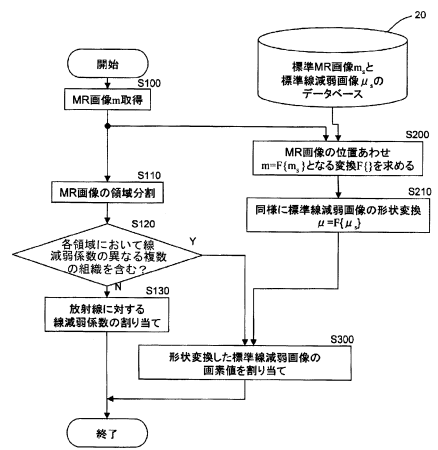 20
開始
標準MR画像msと
標準線減弱画像μsの
データベース
S100
MR画像m取得
S200
MR画像の位置あわせ
m=F{ms}となる変換F{}を求める
S110
MR画像の領域分割
S210
同様に標準線減弱画像の形状変換
μ=F{μs}
S120
各領域において線
減弱係数の異なる複数
の組織を含む?
Y
N
S130
放射線に対する
線減弱係数の割り当て
S300
形状変換した標準線減弱画像の
画素値を割り当て
終了